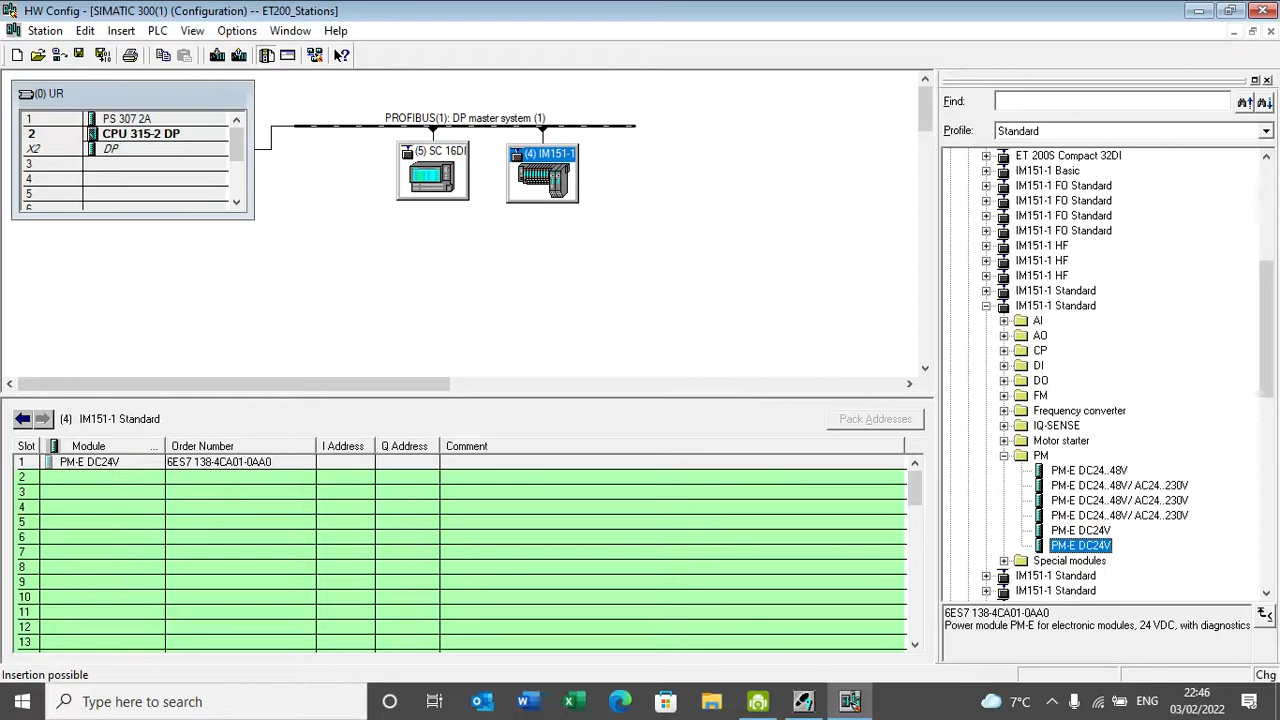 HW Config - [SIMATIC 300(1) (Configuration) -- ET200_Stations]
Station Edit Insert PLC View Options Window Help
(0) UR
1 PS 307 2A
2 CPU 315-2 DP
X2 DP
3
4
5
6
PROFIBUS(1): DP master system (1)
(5) SC 16DI
(4) IM151-1
Find:
Profile: Standard
ET 200S Compact 32DI
IM151-1 Basic
IM151-1 FO Standard
IM151-1 FO Standard
IM151-1 FO Standard
IM151-1 FO Standard
IM151-1 HF
IM151-1 HF
IM151-1 HF
IM151-1 Standard
IM151-1 Standard
AI
AO
CP
DI
DO
FM
Frequency converter
IQ-SENSE
Motor starter
PM
PM-E DC24..48V
PM-E DC24..48V/ AC24..230V
PM-E DC24..48V/ AC24..230V
PM-E DC24..48V/ AC24..230V
PM-E DC24V
PM-E DC24V
Special modules
IM151-1 Standard
IM151-1 Standard
6ES7 138-4CA01-0AA0
Power module PM-E for electronic modules, 24 VDC, with diagnostics
(4) IM151-1 Standard
Pack Addresses
Slot Module ... Order Number I Address Q Address Comment
1 PM-E DC24V 6ES7 138-4CA01-0AA0
2
3
4
5
6
7
8
9
10
11
12
13
Insertion possible
Chg
Type here to search
7°C
ENG
22:46
03/02/2022